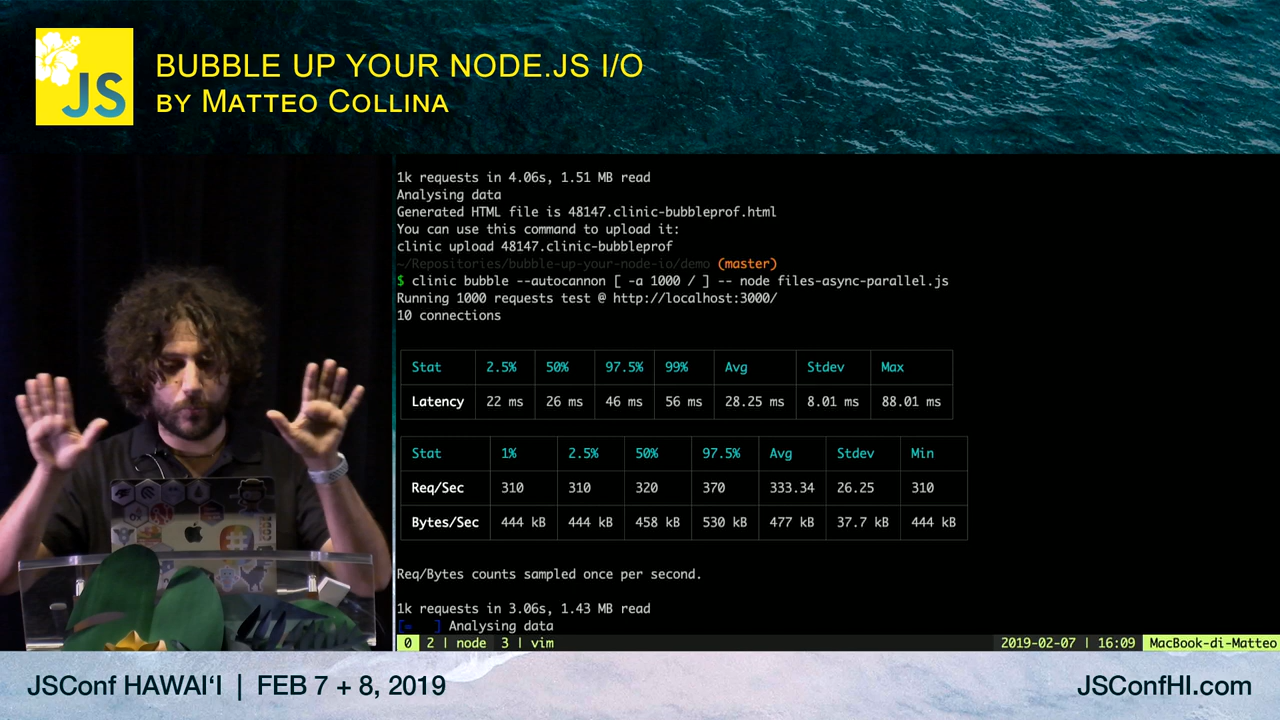 JS
BUBBLE UP YOUR NODE.JS I/O
BY MATTEO COLLINA
1k requests in 4.06s, 1.51 MB read
Analysing data
Generated HTML file is 48147.clinic-bubbleprof.html
You can use this command to upload it:
clinic upload 48147.clinic-bubbleprof
~/Repositories/bubble-up-your-node-io/demo (master)
$ clinic bubble --autocannon [ -a 1000 / ] -- node files-async-parallel.js
Running 1000 requests test @ http://localhost:3000/
10 connections
Stat 2.5% 50% 97.5% 99% Avg Stdev Max
Latency 22 ms 26 ms 46 ms 56 ms 28.25 ms 8.01 ms 88.01 ms
Stat 1% 2.5% 50% 97.5% Avg Stdev Min
Req/Sec 310 310 320 370 333.34 26.25 310
Bytes/Sec 444 kB 444 kB 458 kB 530 kB 477 kB 37.7 kB 444 kB
Req/Bytes counts sampled once per second.
1k requests in 3.06s, 1.43 MB read
[= ] Analysing data
0 2 | node 3 | vim 2019-02-07 | 16:09 MacBook-di-Matteo
JSConf HAWAI‘I | FEB 7 + 8, 2019
JSConfHI.com